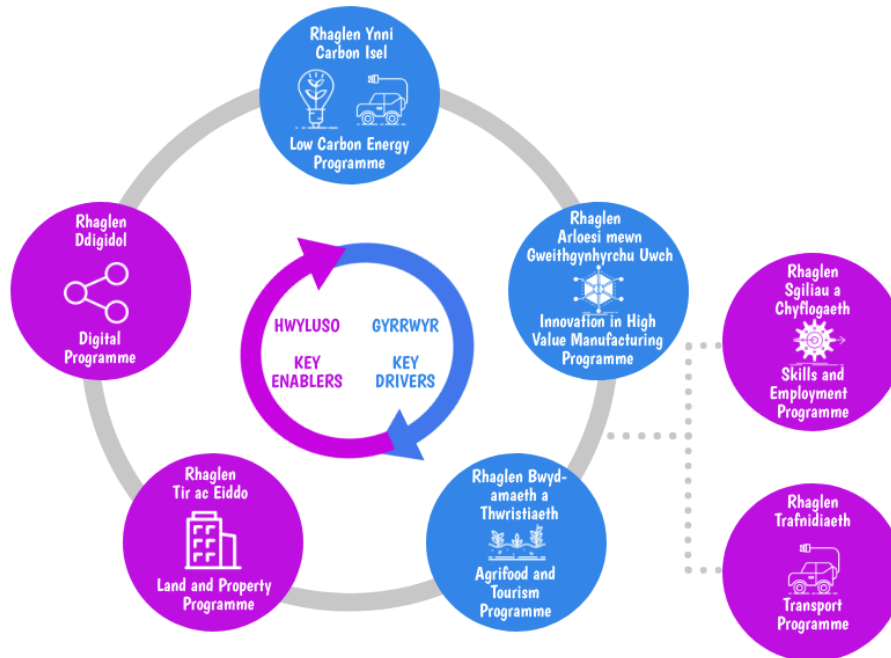 Rhaglen Ynni
Carbon Isel
Low Carbon Energy
Programme
Rhaglen
Ddigidol
Digital
Programme
Rhaglen
Arloesi mewn
Gweithgynhyrchu Uwch
Innovation in High
Value Manufacturing
Programme
HWYLUSO
KEY
ENABLERS
GYRRWYR
KEY
DRIVERS
Rhaglen
Sgiliau a
Chyflogaeth
Skills and
Employment
Programme
Rhaglen
Tir ac Eiddo
Land and Property
Programme
Rhaglen Bwyd-
amaeth a
Thwristiaeth
Agrifood and
Tourism
Programme
Rhaglen
Trafnidiaeth
Transport
Programme